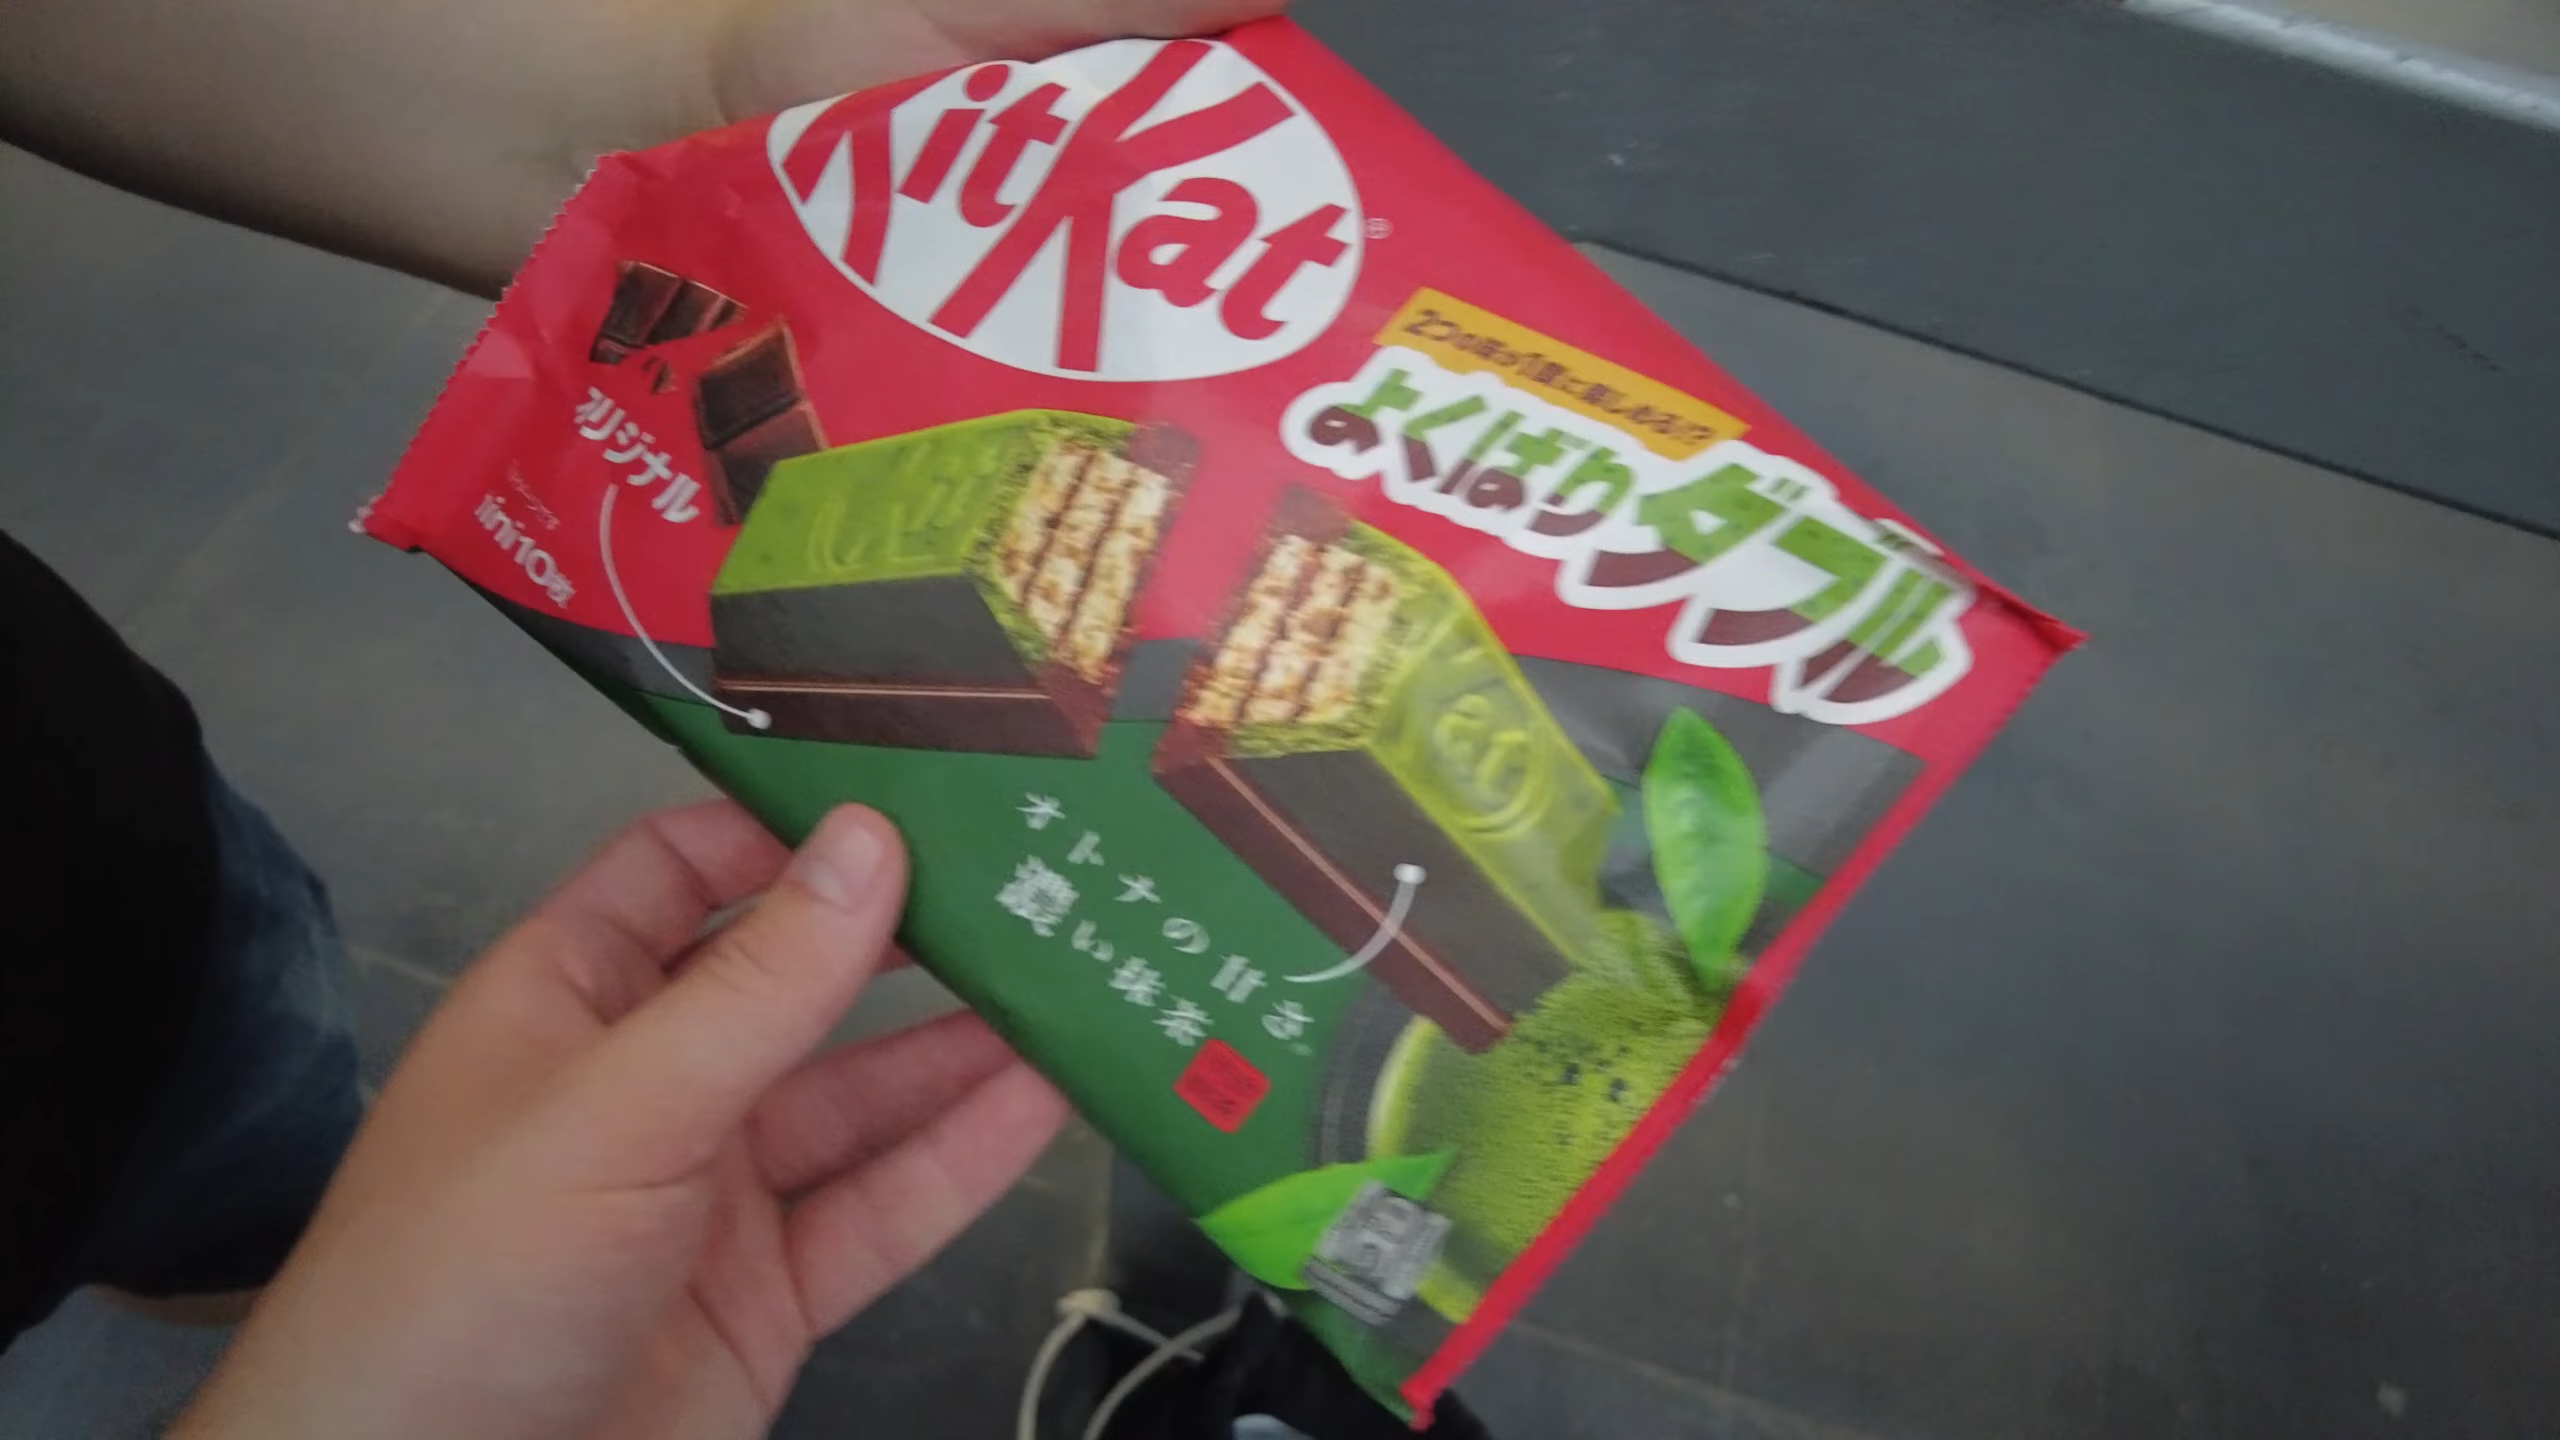 KitKat
2つの味が1度に楽しめる!?
よくばりダブル
オリジナル
mini10枚
オトナの甘さ。
濃い抹茶